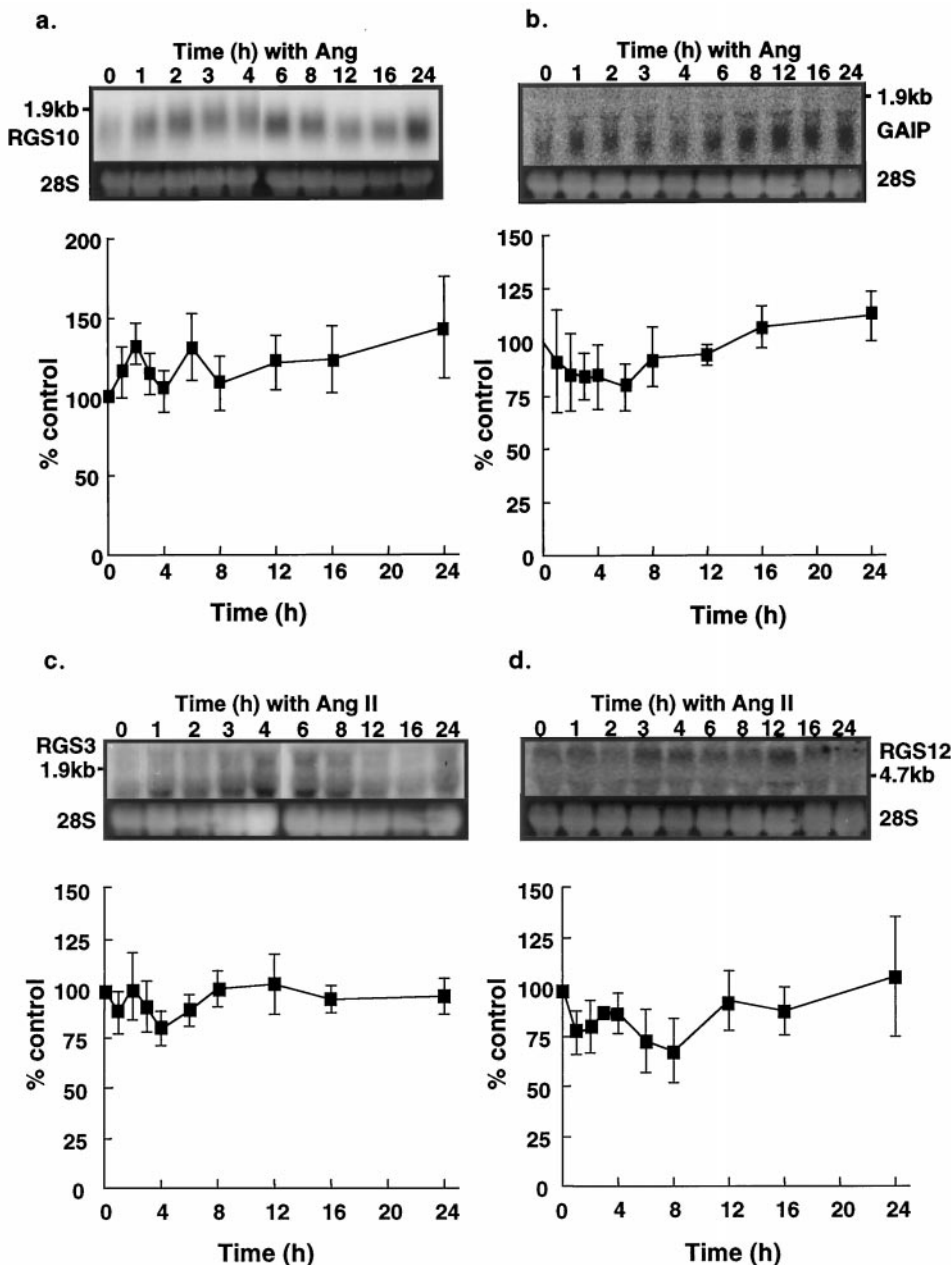 a.
Time (h) with Ang
0 1 2 3 4 6 8 12 16 24
1.9kb
RGS10
28S
200
150
100
50
0
% control
0 4 8 12 16 20 24
Time (h)
b.
Time (h) with Ang
0 1 2 3 4 6 8 12 16 24
1.9kb
GAIP
28S
150
125
100
75
50
25
0
% control
0 4 8 12 16 20 24
Time (h)
c.
Time (h) with Ang II
0 1 2 3 4 6 8 12 16 24
RGS3
1.9kb
28S
150
125
100
75
50
25
0
% control
0 4 8 12 16 20 24
Time (h)
d.
Time (h) with Ang II
0 1 2 3 4 6 8 12 16 24
RGS12
4.7kb
28S
150
125
100
75
50
25
0
% control
0 4 8 12 16 20 24
Time (h)